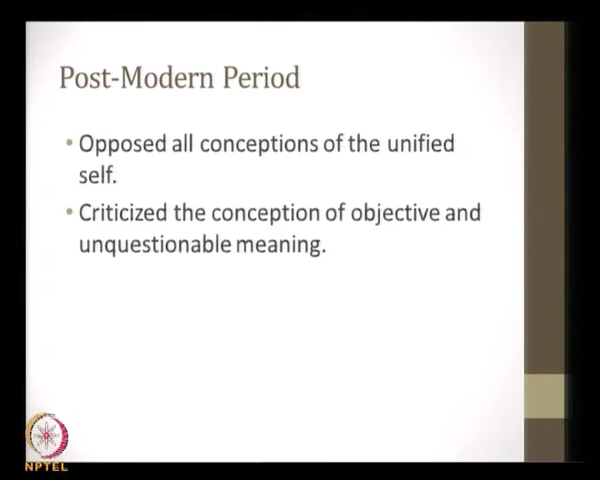 Post-Modern Period
• Opposed all conceptions of the unified
self.
• Criticized the conception of objective and
unquestionable meaning.
NPTEL